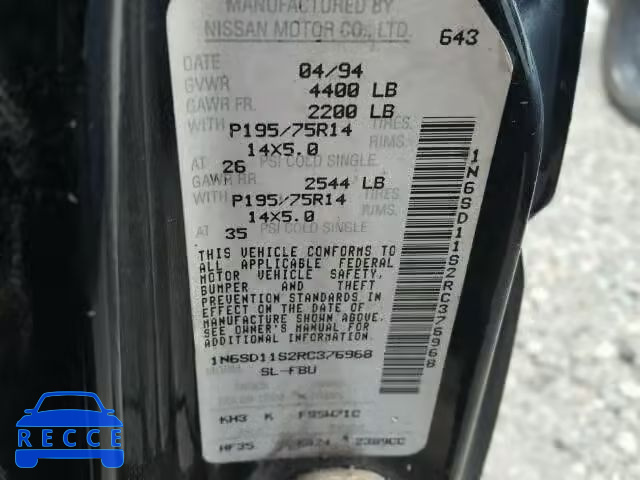 MANUFACTURED BY
NISSAN MOTOR CO., LTD.
643
DATE 04/94
GVWR 4400 LB
GAWR FR. 2200 LB
WITH P195/75R14 TIRES.
14X5.0 RIMS.
AT 26 PSI COLD SINGLE
GAWR RR 2544 LB
WITH P195/75R14 TIRES.
14X5.0 RIMS.
AT 35 PSI COLD SINGLE
THIS VEHICLE CONFORMS TO
ALL APPLICABLE FEDERAL
MOTOR VEHICLE SAFETY,
BUMPER AND THEFT
PREVENTION STANDARDS IN
EFFECT ON THE DATE OF
MANUFACTURE SHOWN ABOVE.
SEE OWNER'S MANUAL FOR
ADDITIONAL INFORMATION.
1N6SD11S2RC376968
SL-FBU
KH3 K
HF35 2389CC
1N6SD11S2RC376968